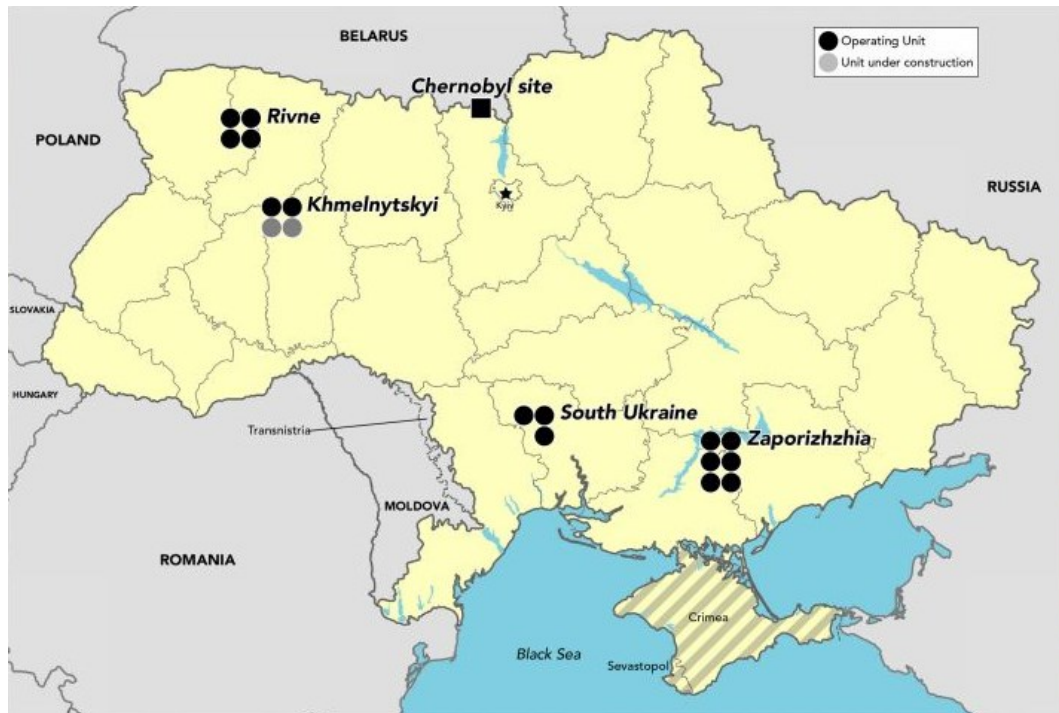 BELARUS
Operating Unit
Unit under construction
Chernobyl site
Rivne
POLAND
RUSSIA
Khmelnytskyi
Kyiv
SLOVAKIA
HUNGARY
South Ukraine
Transnistria
Zaporizhzhia
MOLDOVA
ROMANIA
Crimea
Black Sea
Sevastopol